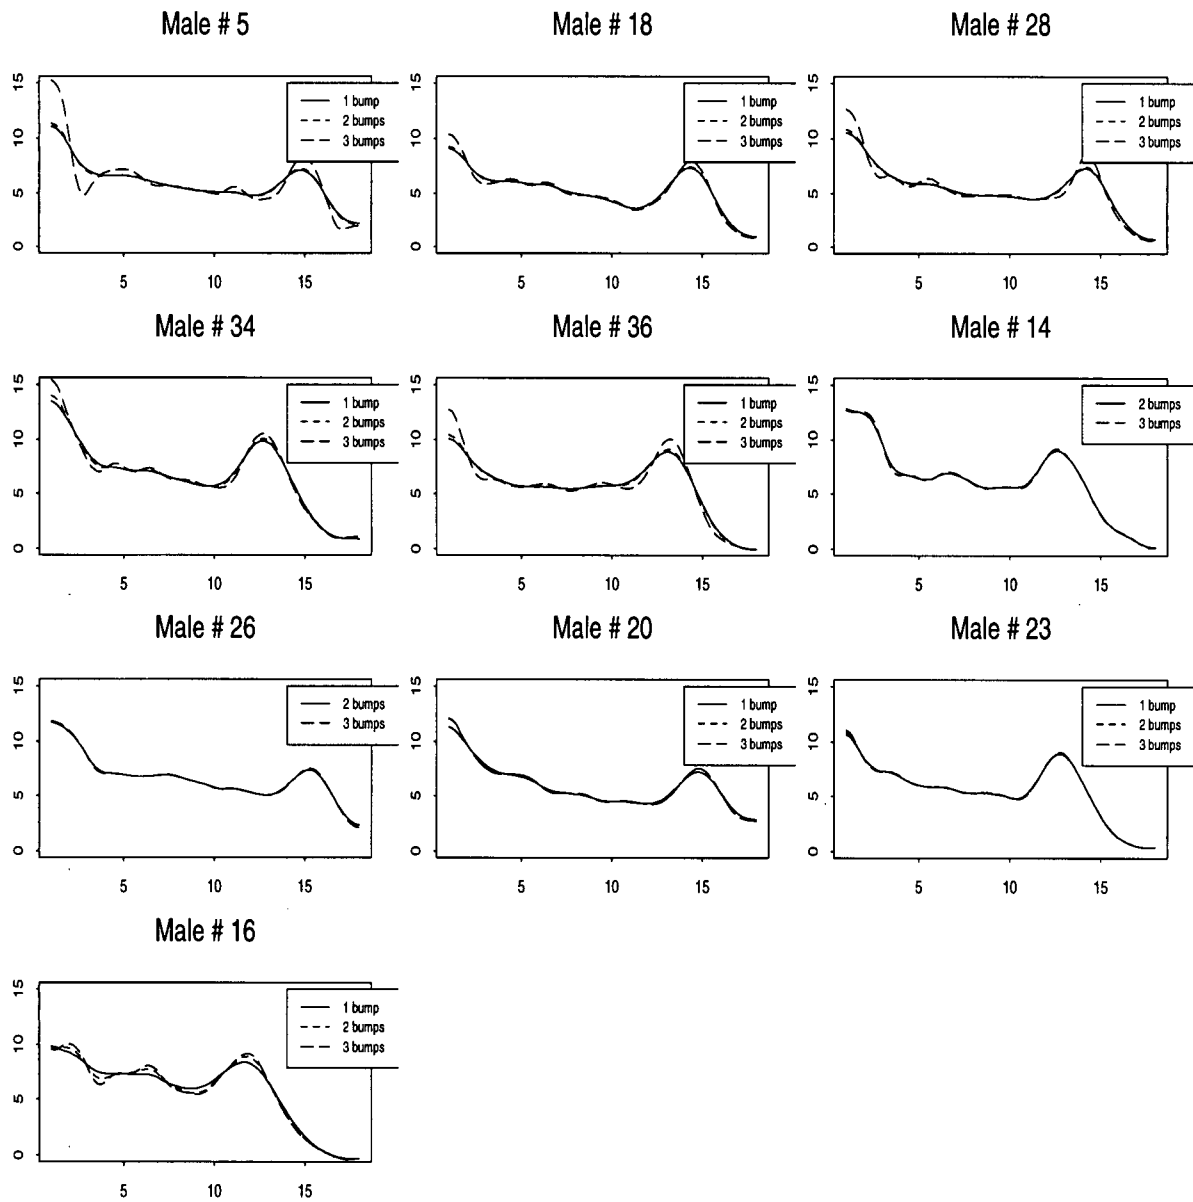 Male # 5
15
10
5
0
1 bump
2 bumps
3 bumps
5 10 15
Male # 18
15
10
5
0
1 bump
2 bumps
3 bumps
5 10 15
Male # 28
15
10
5
0
1 bump
2 bumps
3 bumps
5 10 15
Male # 34
15
10
5
0
1 bump
2 bumps
3 bumps
5 10 15
Male # 36
15
10
5
0
1 bump
2 bumps
3 bumps
5 10 15
Male # 14
15
10
5
0
2 bumps
3 bumps
5 10 15
Male # 26
15
10
5
0
2 bumps
3 bumps
5 10 15
Male # 20
15
10
5
0
1 bump
2 bumps
3 bumps
5 10 15
Male # 23
15
10
5
0
1 bump
2 bumps
3 bumps
5 10 15
Male # 16
15
10
5
0
1 bump
2 bumps
3 bumps
5 10 15